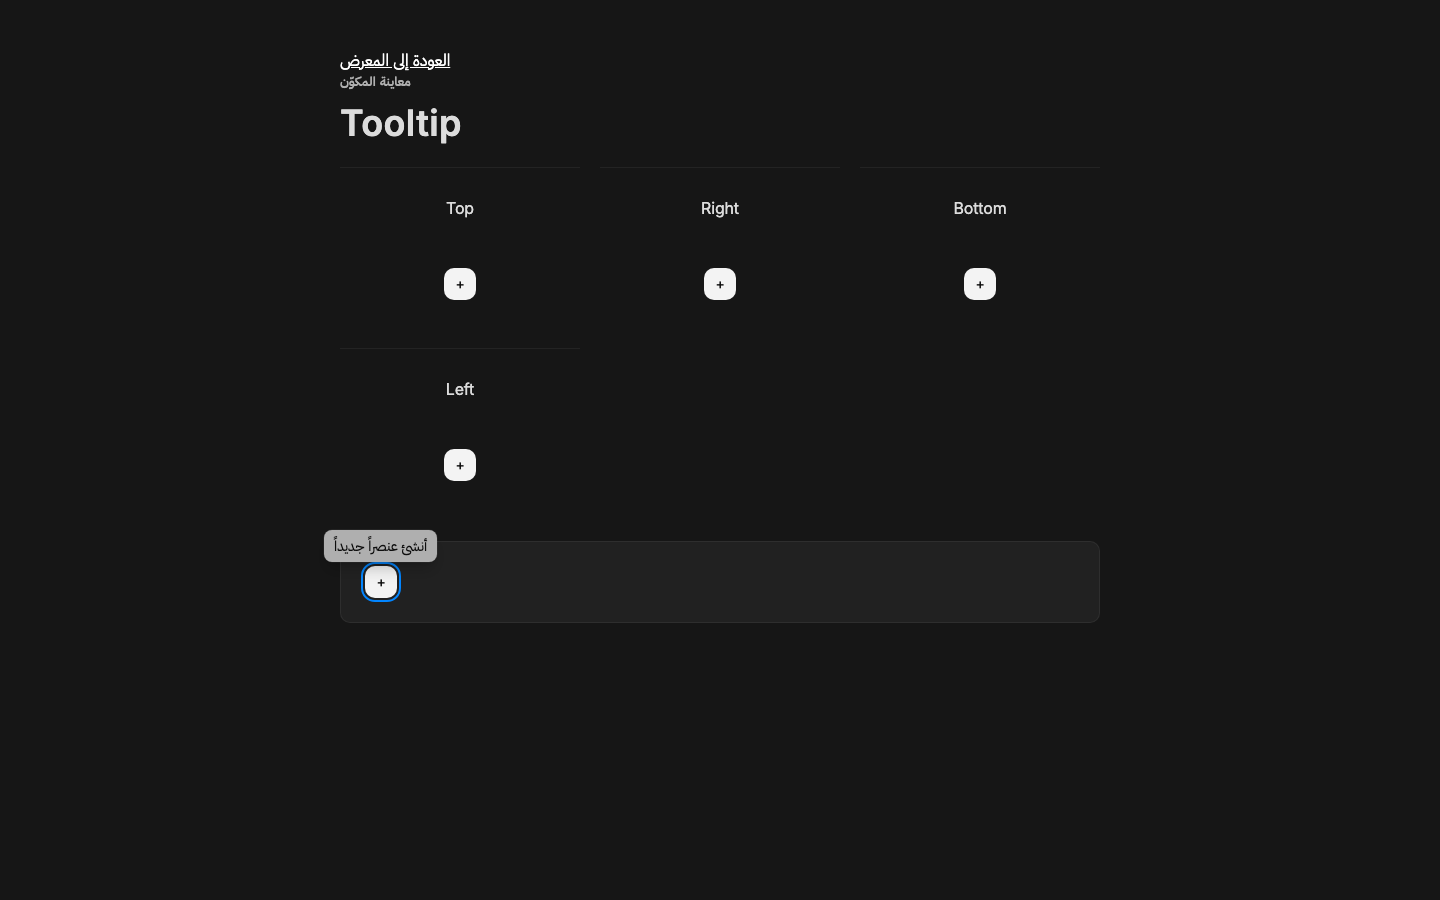 العودة إلى المعرض
معاينة المكوّن
Tooltip
Top
Right
Bottom
+
+
+
Left
+
أنشئ عنصراً جديداً
+